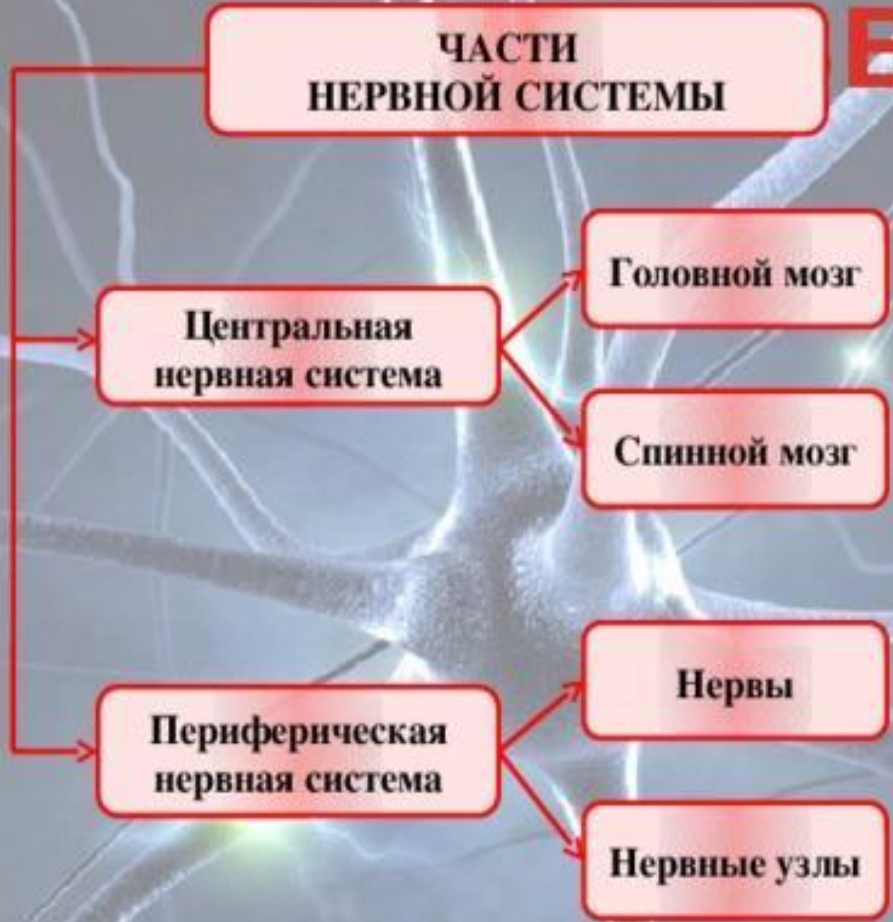 ЧАСТИ
НЕРВНОЙ СИСТЕМЫ
Е
Центральная
нервная система
Головной мозг
Спинной мозг
Периферическая
нервная система
Нервы
Нервные узлы